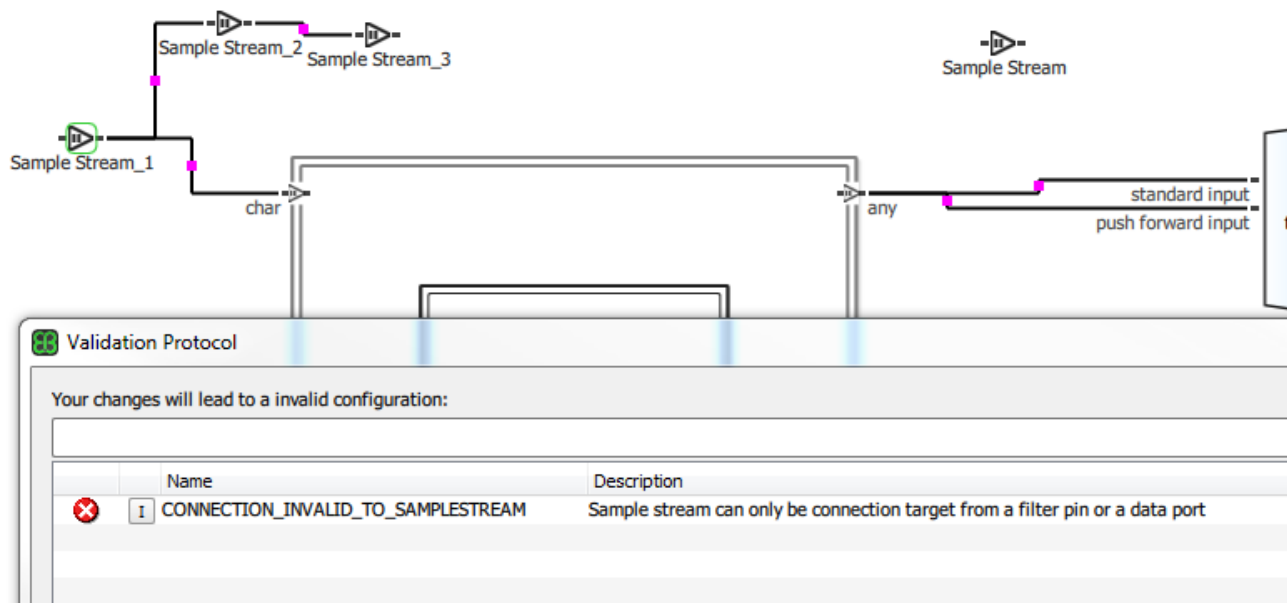 Sample Stream_2
Sample Stream_3
Sample Stream
Sample Stream_1
char
any
standard input
push forward input
Validation Protocol
Your changes will lead to a invalid configuration:
Name Description
I CONNECTION_INVALID_TO_SAMPLESTREAM Sample stream can only be connection target from a filter pin or a data port